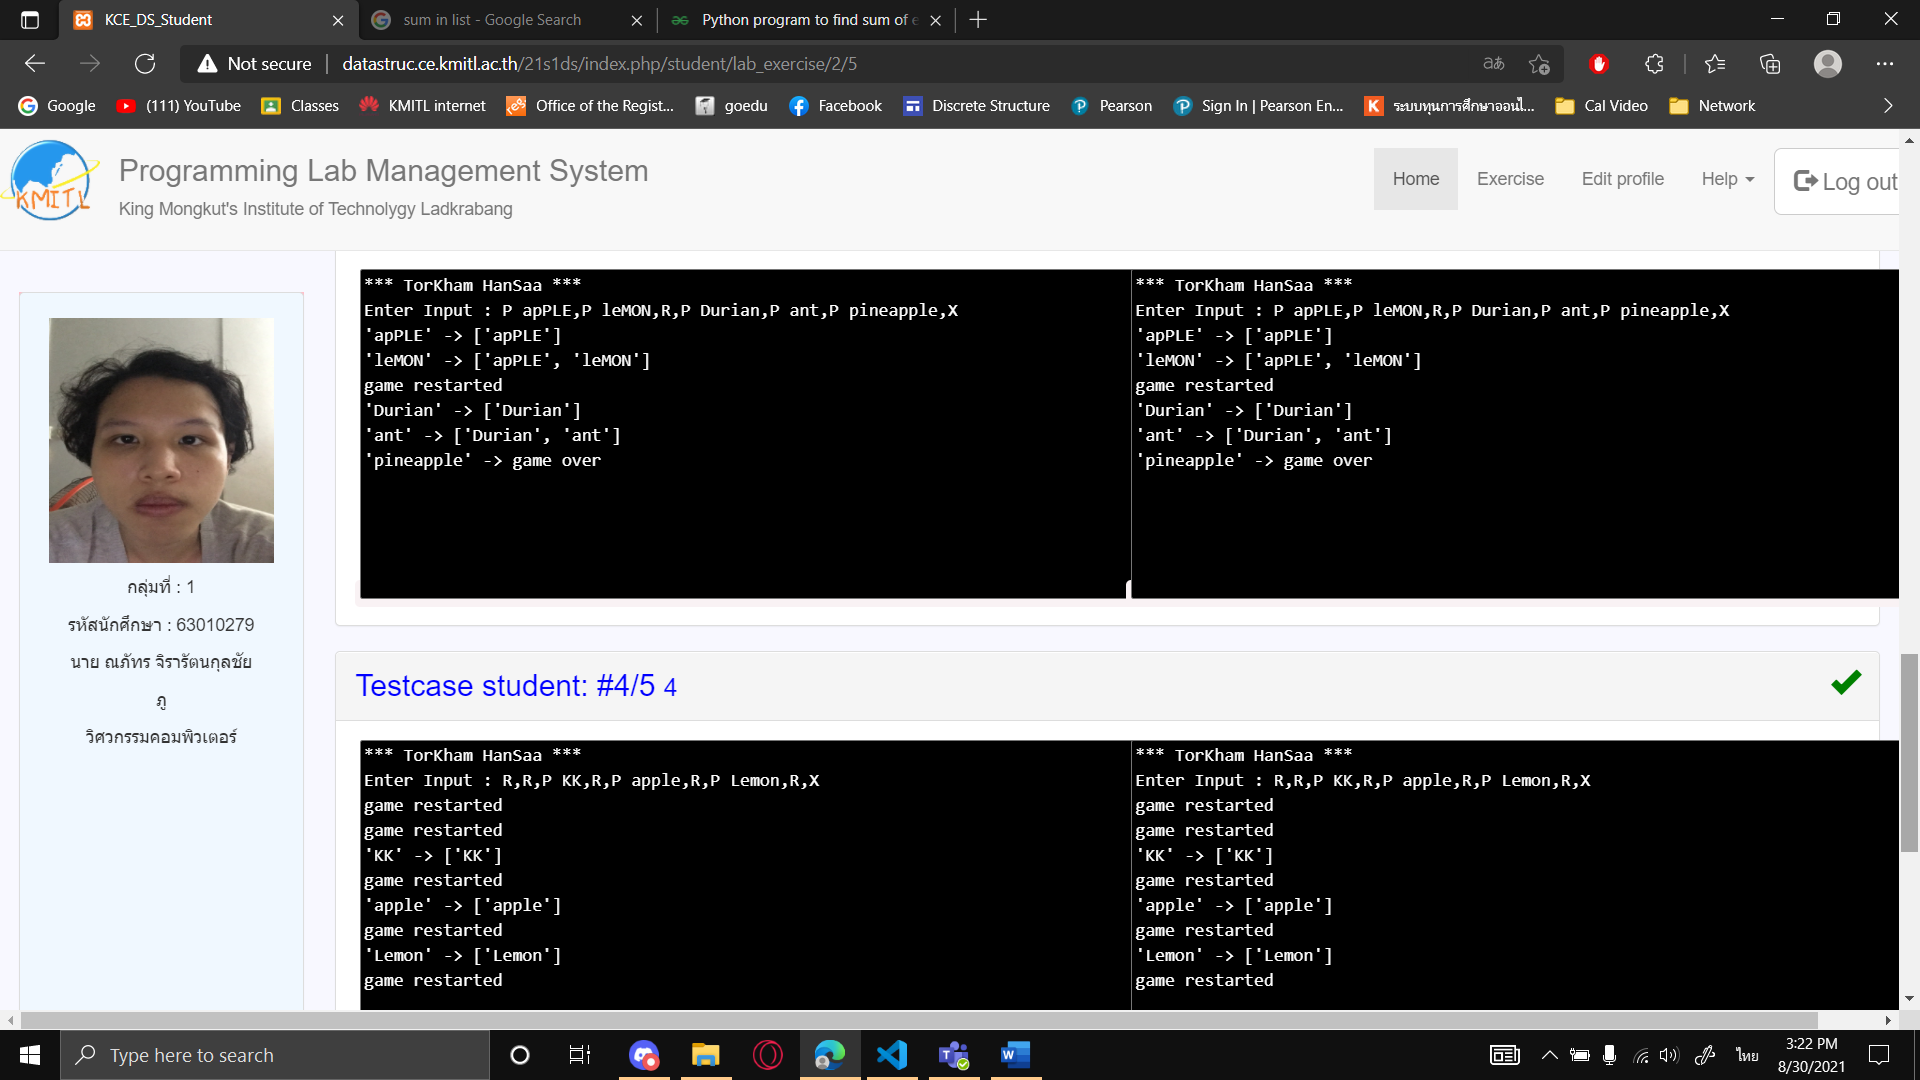 KCE_DS_Student
sum in list - Google Search
Python program to find sum of e
Not secure
datastruc.ce.kmitl.ac.th/21s1ds/index.php/student/lab_exercise/2/5
Google
(111) YouTube
Classes
KMITL internet
Office of the Regist...
goedu
Facebook
Discrete Structure
Pearson
Sign In | Pearson En...
ระบบทุนการศึกษาออนไ...
Cal Video
Network
KMITL
Programming Lab Management System
King Mongkut's Institute of Technolygy Ladkrabang
Home
Exercise
Edit profile
Help
Log out
กลุ่มที่ : 1
รหัสนักศึกษา : 63010279
นาย ณภัทร จิรารัตนกุลชัย
ภู
วิศวกรรมคอมพิวเตอร์
*** TorKham HanSaa ***
Enter Input : P apPLE,P leMON,R,P Durian,P ant,P pineapple,X
'apPLE' -> ['apPLE']
'leMON' -> ['apPLE', 'leMON']
game restarted
'Durian' -> ['Durian']
'ant' -> ['Durian', 'ant']
'pineapple' -> game over
*** TorKham HanSaa ***
Enter Input : P apPLE,P leMON,R,P Durian,P ant,P pineapple,X
'apPLE' -> ['apPLE']
'leMON' -> ['apPLE', 'leMON']
game restarted
'Durian' -> ['Durian']
'ant' -> ['Durian', 'ant']
'pineapple' -> game over
Testcase student: #4/5 4
*** TorKham HanSaa ***
Enter Input : R,R,P KK,R,P apple,R,P Lemon,R,X
game restarted
game restarted
'KK' -> ['KK']
game restarted
'apple' -> ['apple']
game restarted
'Lemon' -> ['Lemon']
game restarted
*** TorKham HanSaa ***
Enter Input : R,R,P KK,R,P apple,R,P Lemon,R,X
game restarted
game restarted
'KK' -> ['KK']
game restarted
'apple' -> ['apple']
game restarted
'Lemon' -> ['Lemon']
game restarted
Type here to search
ไทย
3:22 PM
8/30/2021